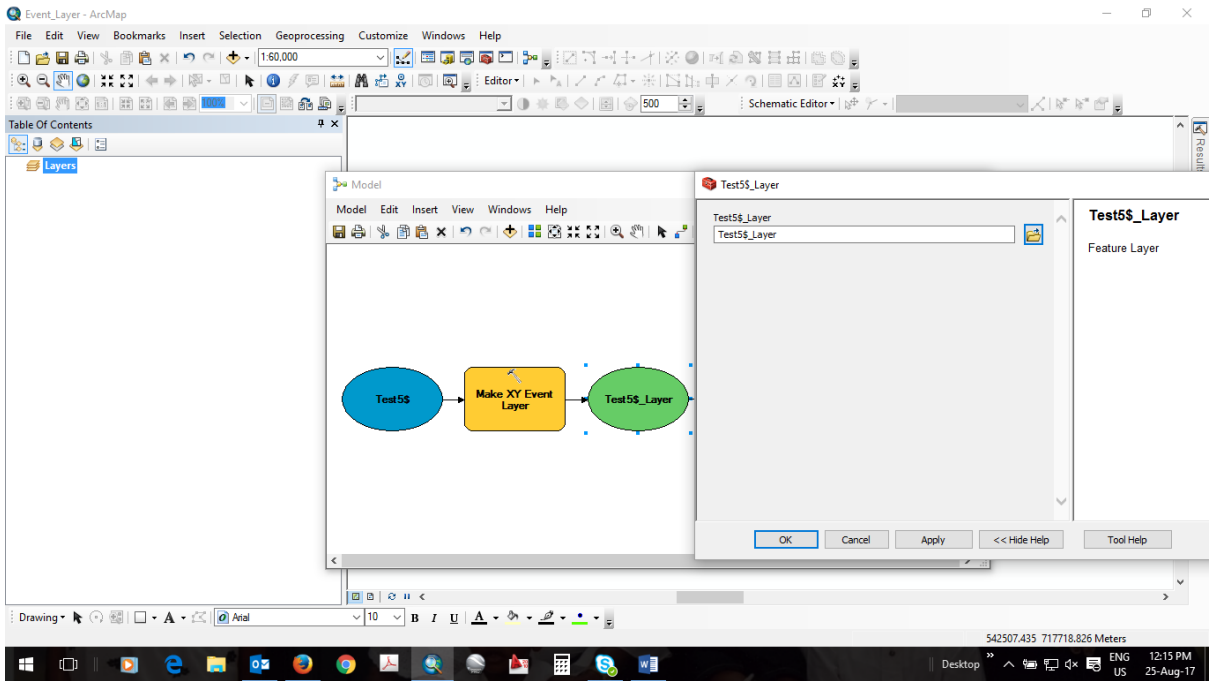 Event_Layer - ArcMap
File Edit View Bookmarks Insert Selection Geoprocessing Customize Windows Help
1:60,000
Editor
100%
500
Schematic Editor
Table Of Contents
Layers
Results
Model
Model Edit Insert View Windows Help
Test5$
Make XY Event
Layer
Test5$_Layer
Test5$_Layer
Test5$_Layer
Test5$_Layer
OK Cancel Apply << Hide Help Tool Help
Test5$_Layer
Feature Layer
Drawing A Arial 10 B I U A
542507.435 717718.826 Meters
Desktop
ENG
US
12:15 PM
25-Aug-17